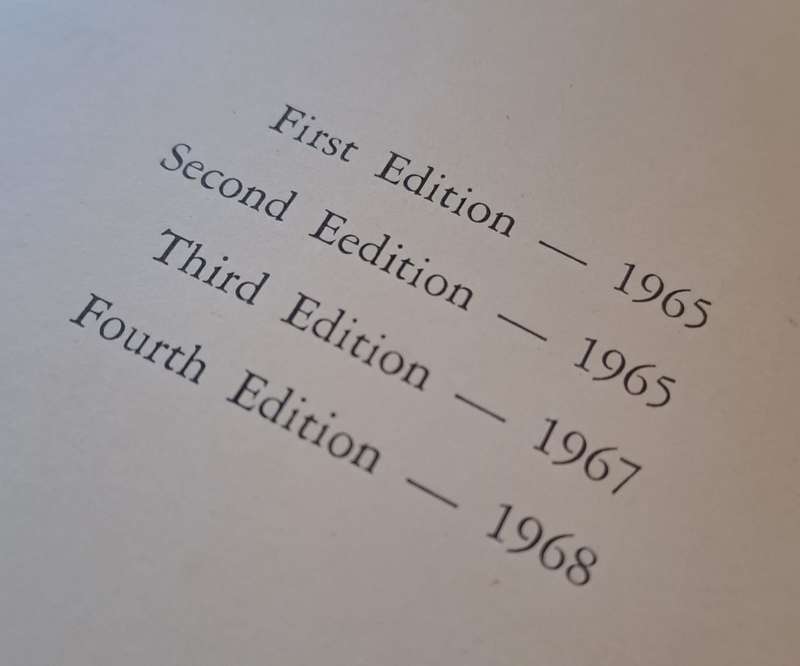 First Edition — 1965
Second Eedition — 1965
Third Edition — 1967
Fourth Edition — 1968